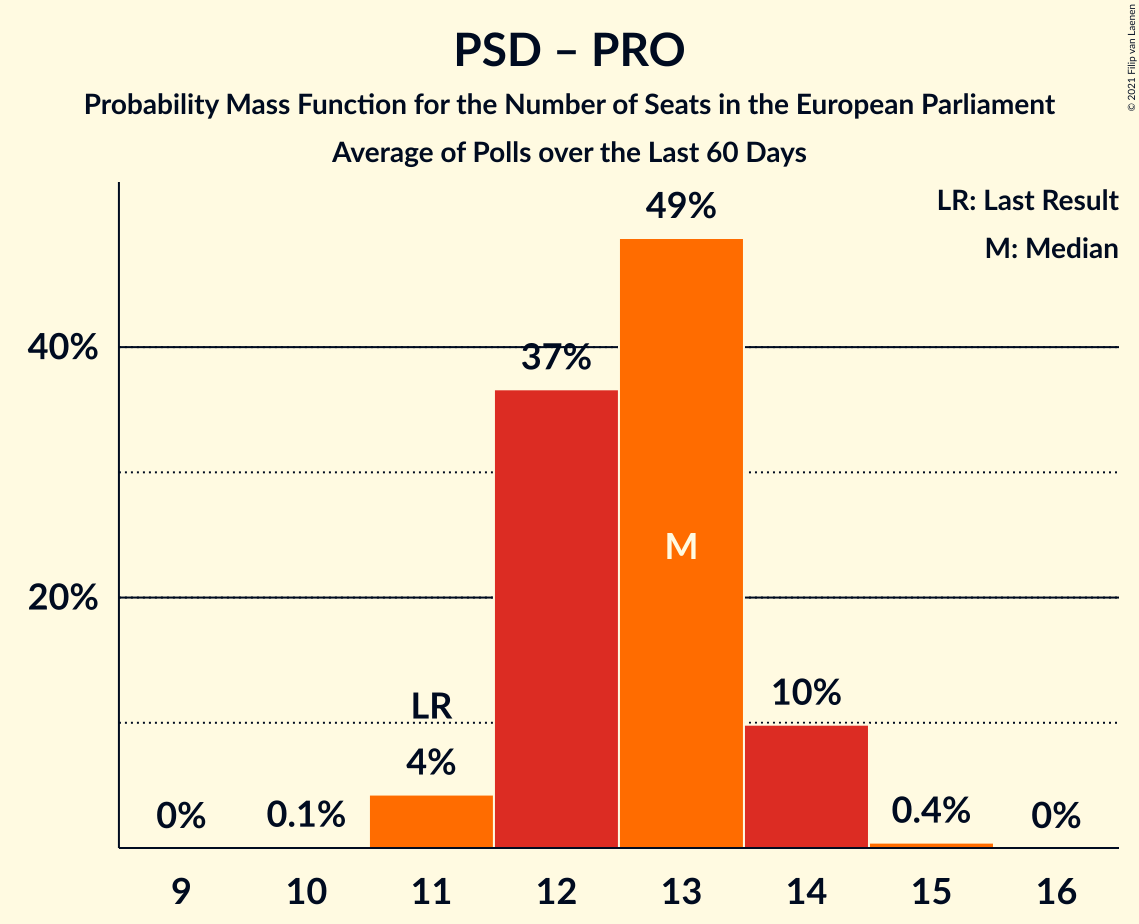 PSD – PRO
Probability Mass Function for the Number of Seats in the European Parliament
Average of Polls over the Last 60 Days
© 2021 Filip van Laenen
LR: Last Result
M: Median
40%
20%
0%
0.1%
LR
4%
37%
49%
M
10%
0.4%
0%
9 10 11 12 13 14 15 16